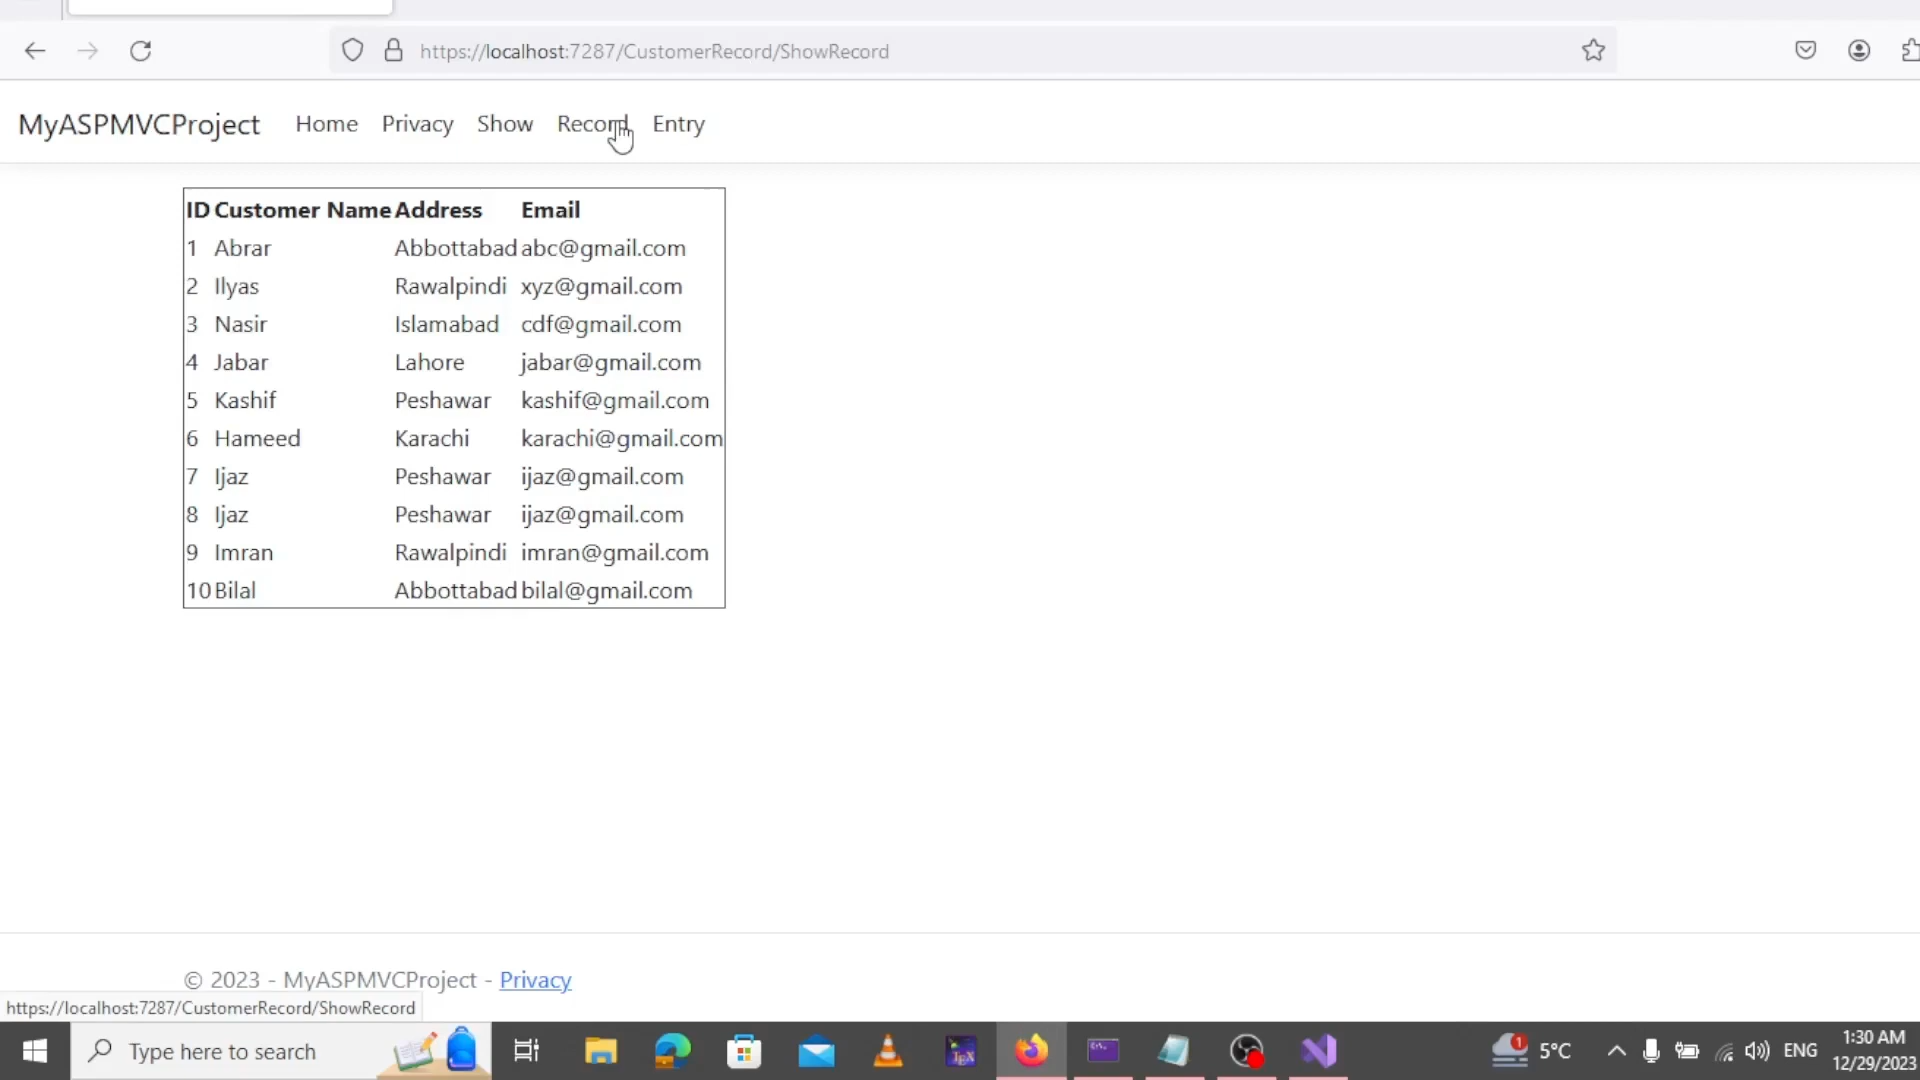 https://localhost:7287/CustomerRecord/ShowRecord
MyASPMVCProject Home Privacy Show Record Entry
ID Customer Name Address Email
1 Abrar Abbottabad abc@gmail.com
2 Ilyas Rawalpindi xyz@gmail.com
3 Nasir Islamabad cdf@gmail.com
4 Jabar Lahore jabar@gmail.com
5 Kashif Peshawar kashif@gmail.com
6 Hameed Karachi karachi@gmail.com
7 Ijaz Peshawar ijaz@gmail.com
8 Ijaz Peshawar ijaz@gmail.com
9 Imran Rawalpindi imran@gmail.com
10 Bilal Abbottabad bilal@gmail.com
© 2023 - MyASPMVCProject - Privacy
https://localhost:7287/CustomerRecord/ShowRecord
Type here to search
TEX
1
5°C
ENG
1:30 AM
12/29/2023